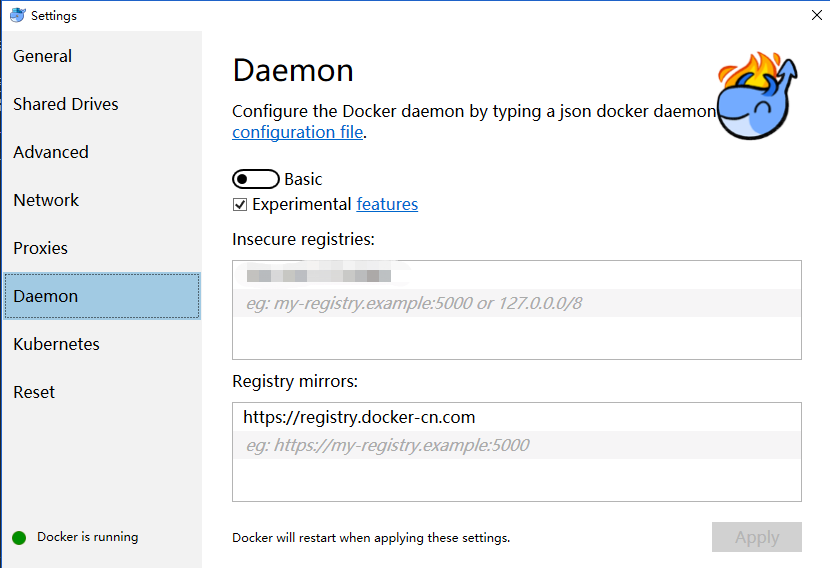 Settings
General
Shared Drives
Advanced
Network
Proxies
Daemon
Kubernetes
Reset
Docker is running
Daemon
Configure the Docker daemon by typing a json docker daemon
configuration file.
Basic
Experimental features
Insecure registries:
eg: my-registry.example:5000 or 127.0.0.0/8
Registry mirrors:
https://registry.docker-cn.com
eg: https://my-registry.example:5000
Docker will restart when applying these settings.
Apply